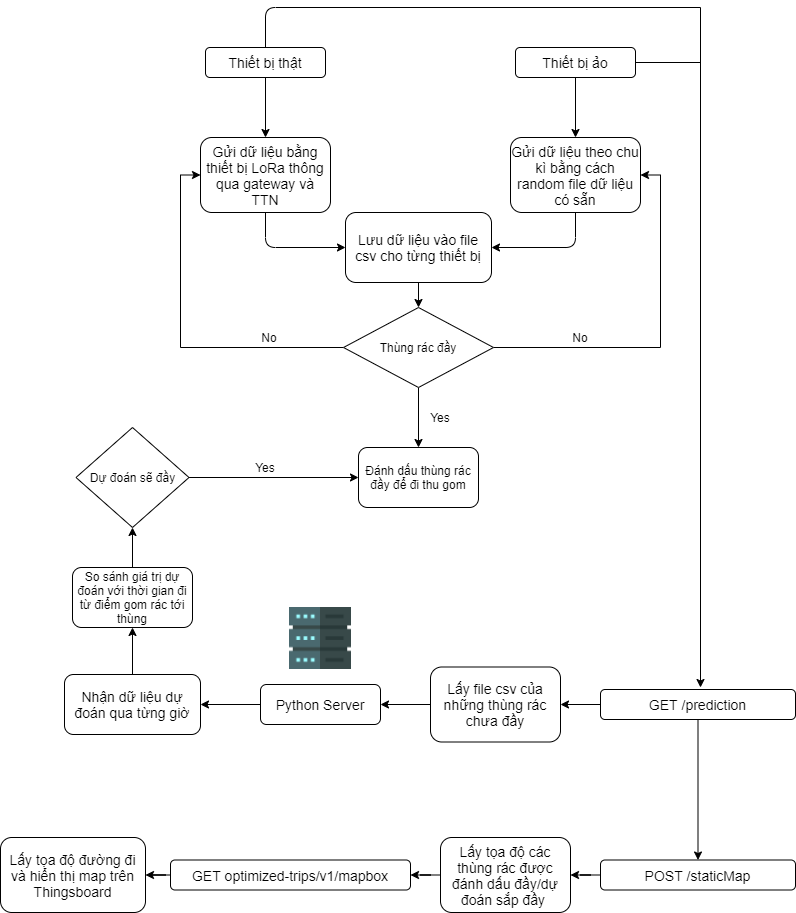 Thiết bị thật
Thiết bị ảo
Gửi dữ liệu bằng
thiết bị LoRa thông
qua gateway và
TTN
Gửi dữ liệu theo chu
kì bằng cách
random file dữ liệu
có sẵn
Lưu dữ liệu vào file
csv cho từng thiết bị
No
Thùng rác đầy
No
Yes
Dự đoán sẽ đầy
Yes
Đánh dấu thùng rác
đầy để đi thu gom
So sánh giá trị dự
đoán với thời gian đi
từ điểm gom rác tới
thùng
Nhận dữ liệu dự
đoán qua từng giờ
Python Server
Lấy file csv của
những thùng rác
chưa đầy
GET /prediction
Lấy tọa độ đường đi
và hiển thị map trên
Thingsboard
GET optimized-trips/v1/mapbox
Lấy tọa độ các
thùng rác được
đánh dấu đầy/dự
đoán sắp đầy
POST /staticMap